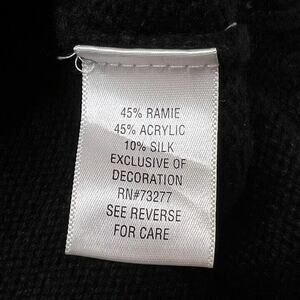 45% RAMIE
45% ACRYLIC
10% SILK
EXCLUSIVE OF
DECORATION
RN#73277
SEE REVERSE
FOR CARE